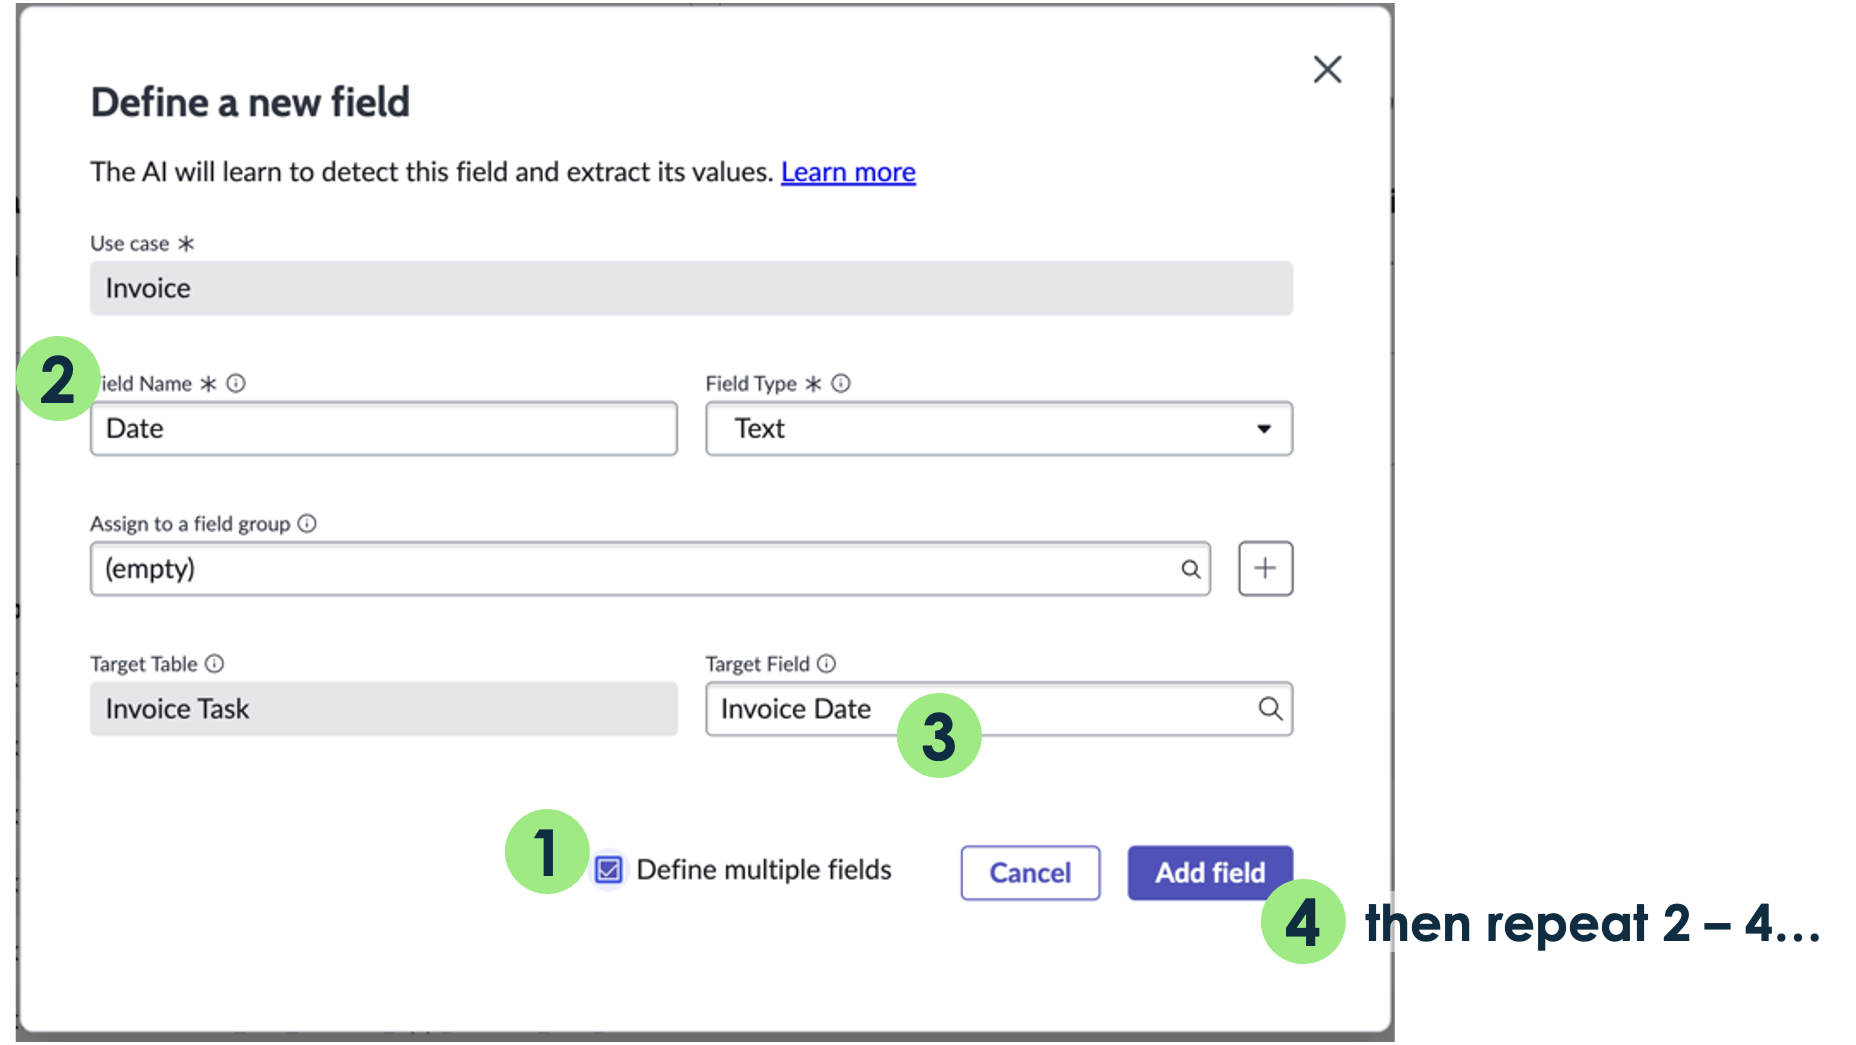 Define a new field
The AI will learn to detect this field and extract its values. Learn more
Use case *
Invoice
2
ield Name *
Field Type *
Date
Text
Assign to a field group
(empty)
Target Table
Target Field
Invoice Task
Invoice Date
3
1
Define multiple fields
Cancel
Add field
4 then repeat 2 – 4...